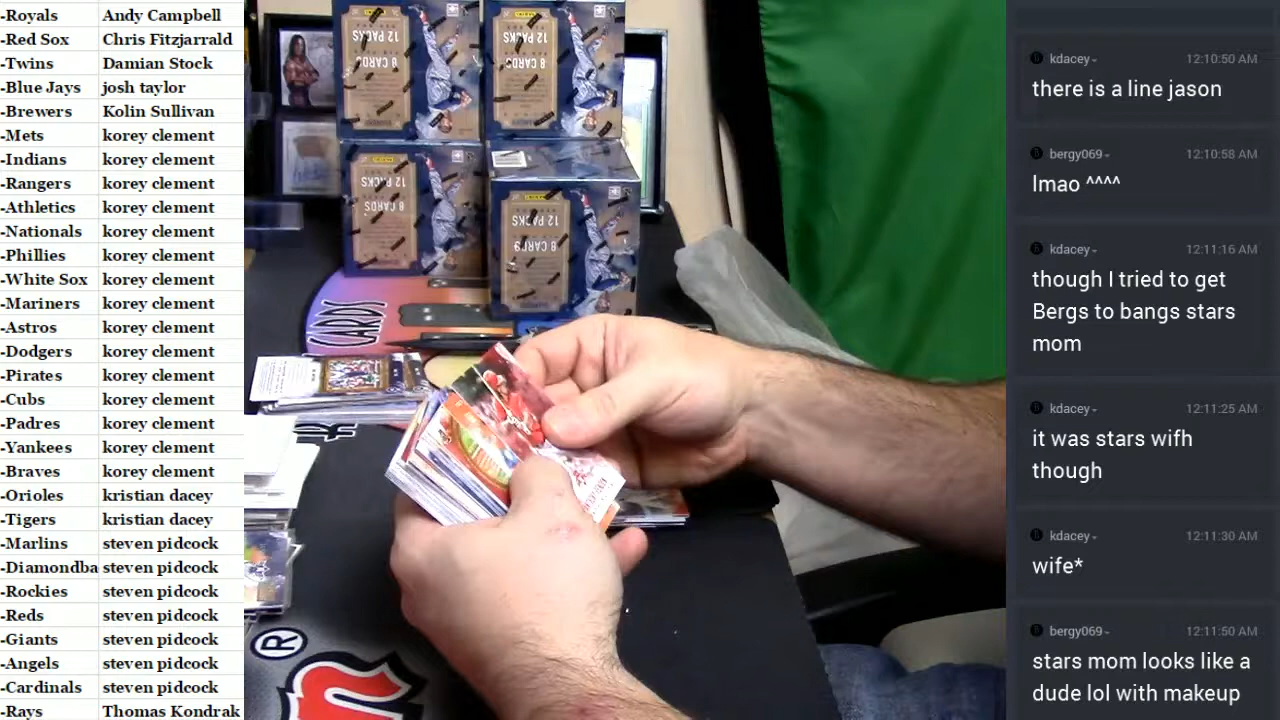 -Royals Andy Campbell
-Red Sox Chris Fitzjarrald
-Twins Damian Stock
-Blue Jays josh taylor
-Brewers Kolin Sullivan
-Mets korey clement
-Indians korey clement
-Rangers korey clement
-Athletics korey clement
-Nationals korey clement
-Phillies korey clement
-White Sox korey clement
-Mariners korey clement
-Astros korey clement
-Dodgers korey clement
-Pirates korey clement
-Cubs korey clement
-Padres korey clement
-Yankees korey clement
-Braves korey clement
-Orioles kristian dacey
-Tigers kristian dacey
-Marlins steven pidcock
-Diamondba steven pidcock
-Rockies steven pidcock
-Reds steven pidcock
-Giants steven pidcock
-Angels steven pidcock
-Cardinals steven pidcock
-Rays Thomas Kondrak
12 PACKS
8 CARDS
12 PACKS
8 CARDS
12 PACKS
8 CARDS
12 PACKS
8 CARDS
CARDS
®
kdacey 12:10:50 AM
there is a line jason
bergy069 12:10:58 AM
lmao ^^^^
kdacey 12:11:16 AM
though I tried to get
Bergs to bangs stars
mom
kdacey 12:11:25 AM
it was stars wifh
though
kdacey 12:11:30 AM
wife*
bergy069 12:11:50 AM
stars mom looks like a
dude lol with makeup